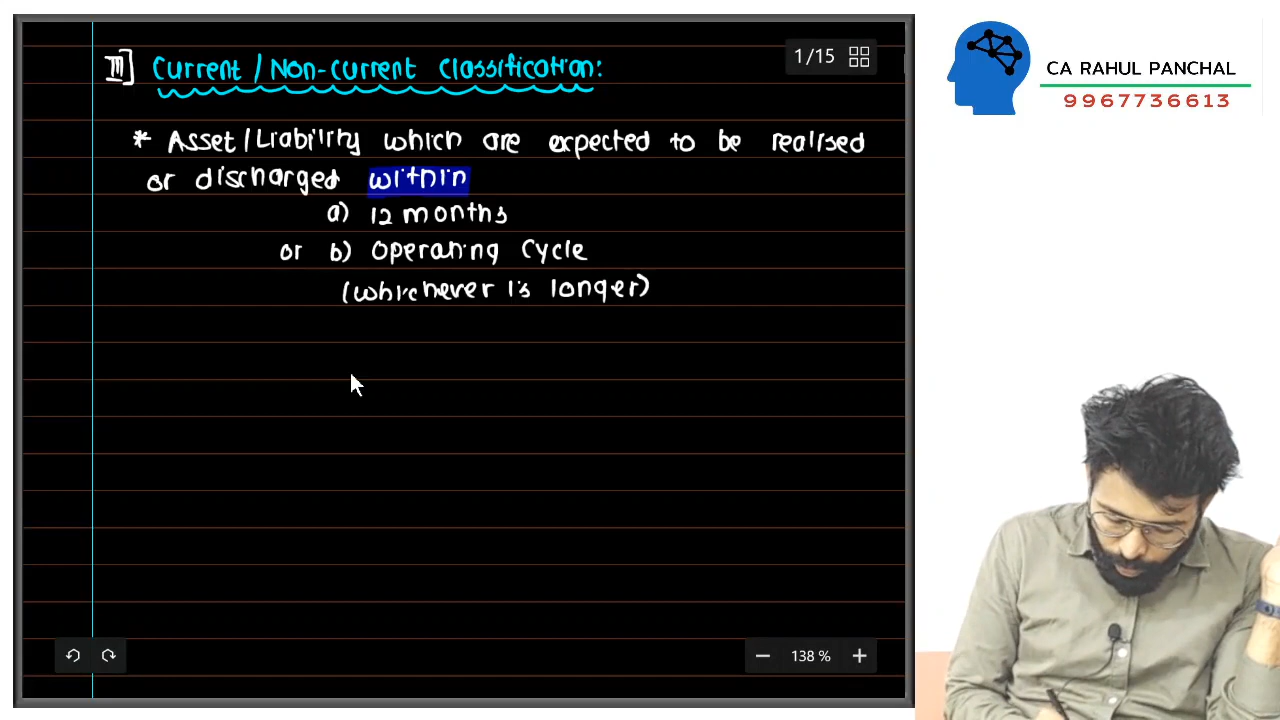 III] Current / Non-current Classification:
1/15
* Asset/Liability which are expected to be realised
or discharged within
a) 12 months
or b) Operating Cycle
(whichever is longer)
138 %
CA RAHUL PANCHAL
9967736613